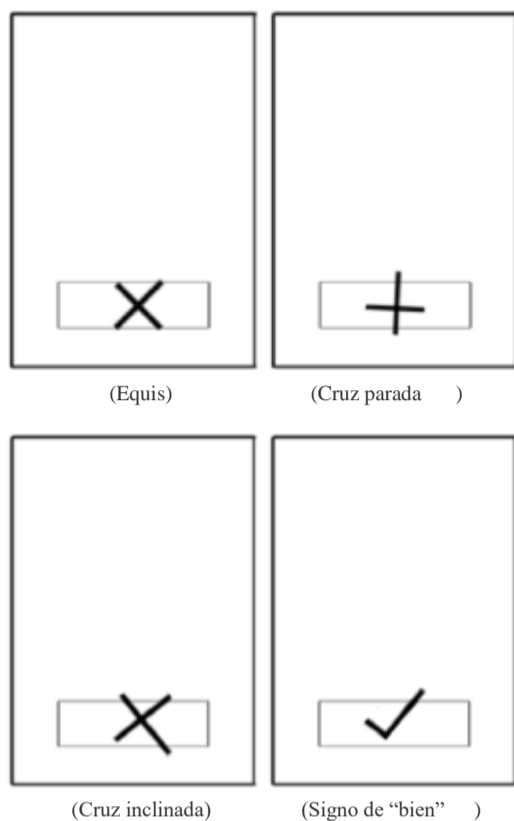 (Equis)
(Cruz parada )
(Cruz inclinada)
(Signo de “bien” )